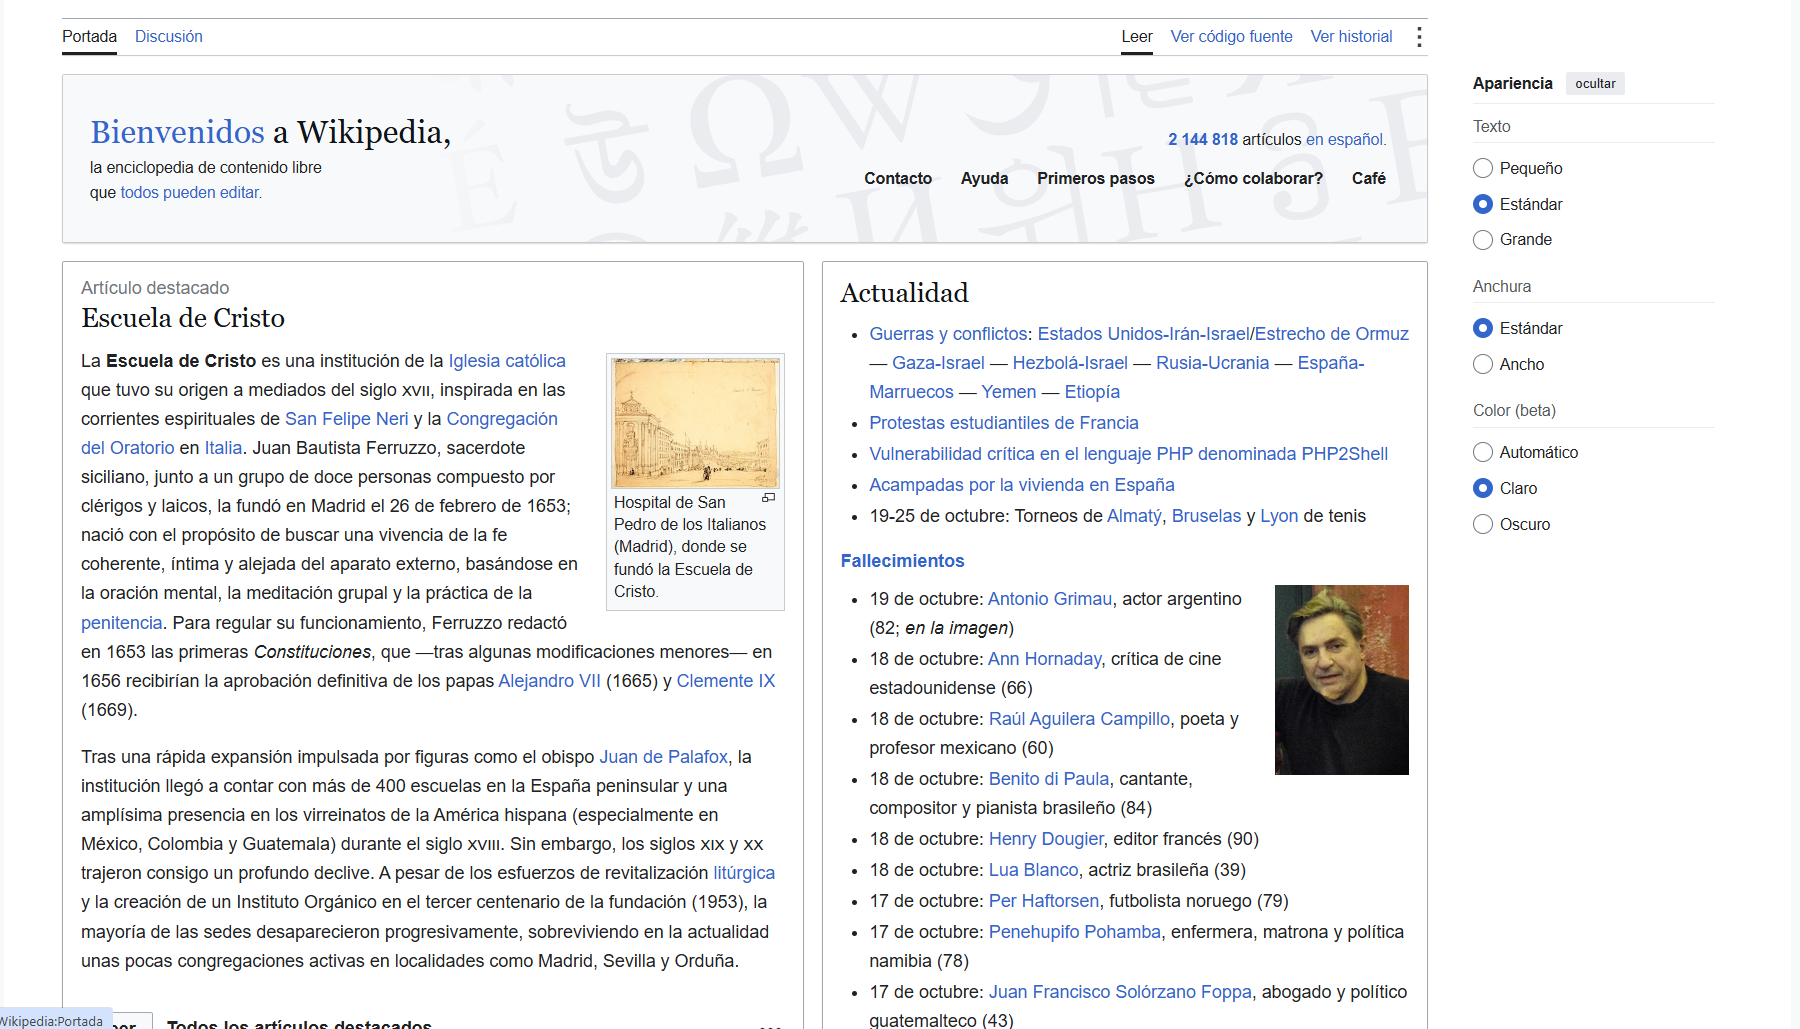 Portada Discusión Leer Ver código fuente Ver historial
Bienvenidos a Wikipedia,
la enciclopedia de contenido libre
que todos pueden editar.
2 144 818 artículos en español.
Contacto Ayuda Primeros pasos ¿Cómo colaborar? Café
Artículo destacado
Escuela de Cristo
La Escuela de Cristo es una institución de la Iglesia católica
que tuvo su origen a mediados del siglo XVII, inspirada en las
corrientes espirituales de San Felipe Neri y la Congregación
del Oratorio en Italia. Juan Bautista Ferruzzo, sacerdote
siciliano, junto a un grupo de doce personas compuesto por
clérigos y laicos, la fundó en Madrid el 26 de febrero de 1653;
nació con el propósito de buscar una vivencia de la fe
coherente, íntima y alejada del aparato externo, basándose en
la oración mental, la meditación grupal y la práctica de la
penitencia. Para regular su funcionamiento, Ferruzzo redactó
en 1653 las primeras Constituciones, que —tras algunas modificaciones menores— en
1656 recibirían la aprobación definitiva de los papas Alejandro VII (1665) y Clemente IX
(1669).
Hospital de San
Pedro de los Italianos
(Madrid), donde se
fundó la Escuela de
Cristo.
Tras una rápida expansión impulsada por figuras como el obispo Juan de Palafox, la
institución llegó a contar con más de 400 escuelas en la España peninsular y una
amplísima presencia en los virreinatos de la América hispana (especialmente en
México, Colombia y Guatemala) durante el siglo XVIII. Sin embargo, los siglos XIX y XX
trajeron consigo un profundo declive. A pesar de los esfuerzos de revitalización litúrgica
y la creación de un Instituto Orgánico en el tercer centenario de la fundación (1953), la
mayoría de las sedes desaparecieron progresivamente, sobreviviendo en la actualidad
unas pocas congregaciones activas en localidades como Madrid, Sevilla y Orduña.
Todos los artículos destacados
Wikipedia:Portada
Actualidad
Guerras y conflictos: Estados Unidos-Irán-Israel/Estrecho de Ormuz
— Gaza-Israel — Hezbolá-Israel — Rusia-Ucrania — España-
Marruecos — Yemen — Etiopía
Protestas estudiantiles de Francia
Vulnerabilidad crítica en el lenguaje PHP denominada PHP2Shell
Acampadas por la vivienda en España
19-25 de octubre: Torneos de Almatý, Bruselas y Lyon de tenis
Fallecimientos
19 de octubre: Antonio Grimau, actor argentino
(82; en la imagen)
18 de octubre: Ann Hornaday, crítica de cine
estadounidense (66)
18 de octubre: Raúl Aguilera Campillo, poeta y
profesor mexicano (60)
18 de octubre: Benito di Paula, cantante,
compositor y pianista brasileño (84)
18 de octubre: Henry Dougier, editor francés (90)
18 de octubre: Lua Blanco, actriz brasileña (39)
17 de octubre: Per Haftorsen, futbolista noruego (79)
17 de octubre: Penehupifo Pohamba, enfermera, matrona y política
namibia (78)
17 de octubre: Juan Francisco Solórzano Foppa, abogado y político
guatemalteco (43)
Apariencia ocultar
Texto
Pequeño
Estándar
Grande
Anchura
Estándar
Ancho
Color (beta)
Automático
Claro
Oscuro